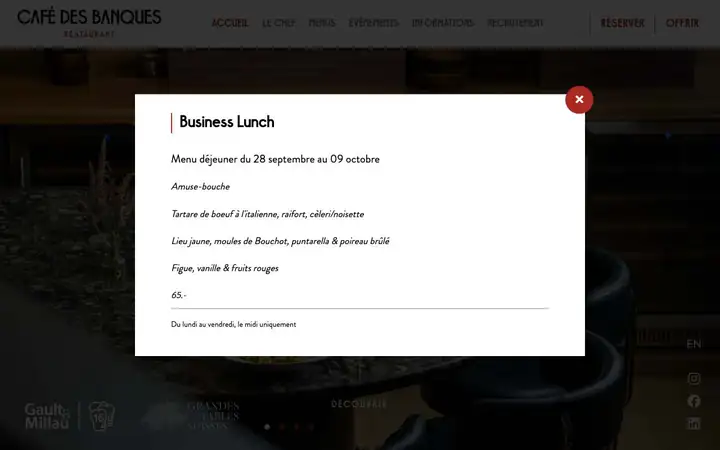 CAFÉ DES BANQUES
RESTAURANT
ACCUEIL LE CHEF MENUS ÉVÉNEMENTS INFORMATIONS RECRUTEMENT RÉSERVER OFFRIR
Business Lunch
Menu déjeuner du 28 septembre au 09 octobre
Amuse-bouche
Tartare de boeuf à l'italienne, raifort, cèleri/noisette
Lieu jaune, moules de Bouchot, puntarella & poireau brûlé
Figue, vanille & fruits rouges
65.-
Du lundi au vendredi, le midi uniquement
EN
Gault
Millau
GRANDES
TABLES
SUISSES
DÉCOUVRIR